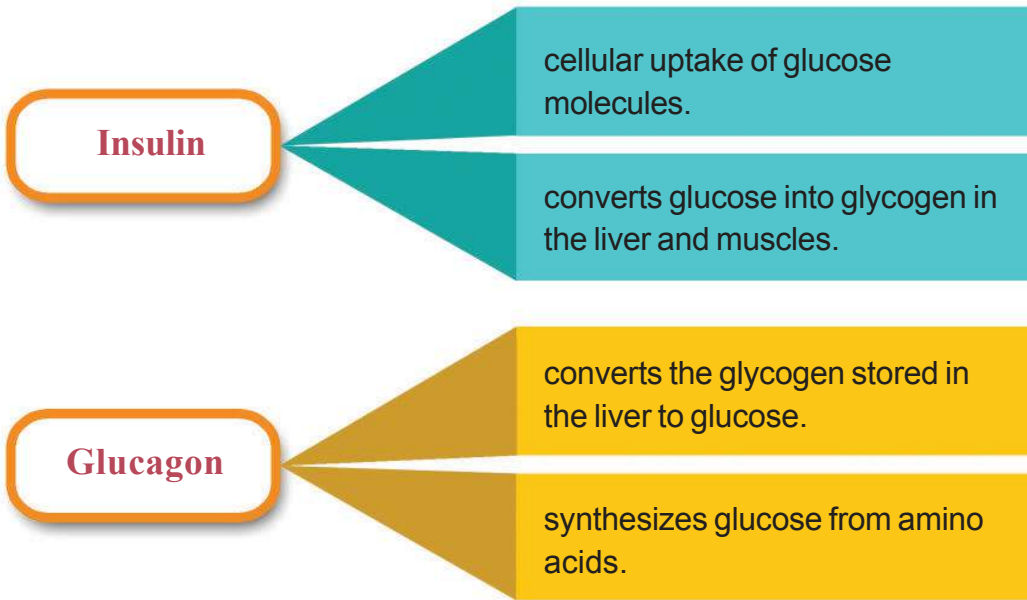 Insulin
cellular uptake of glucose
molecules.
converts glucose into glycogen in
the liver and muscles.
Glucagon
converts the glycogen stored in
the liver to glucose.
synthesizes glucose from amino
acids.